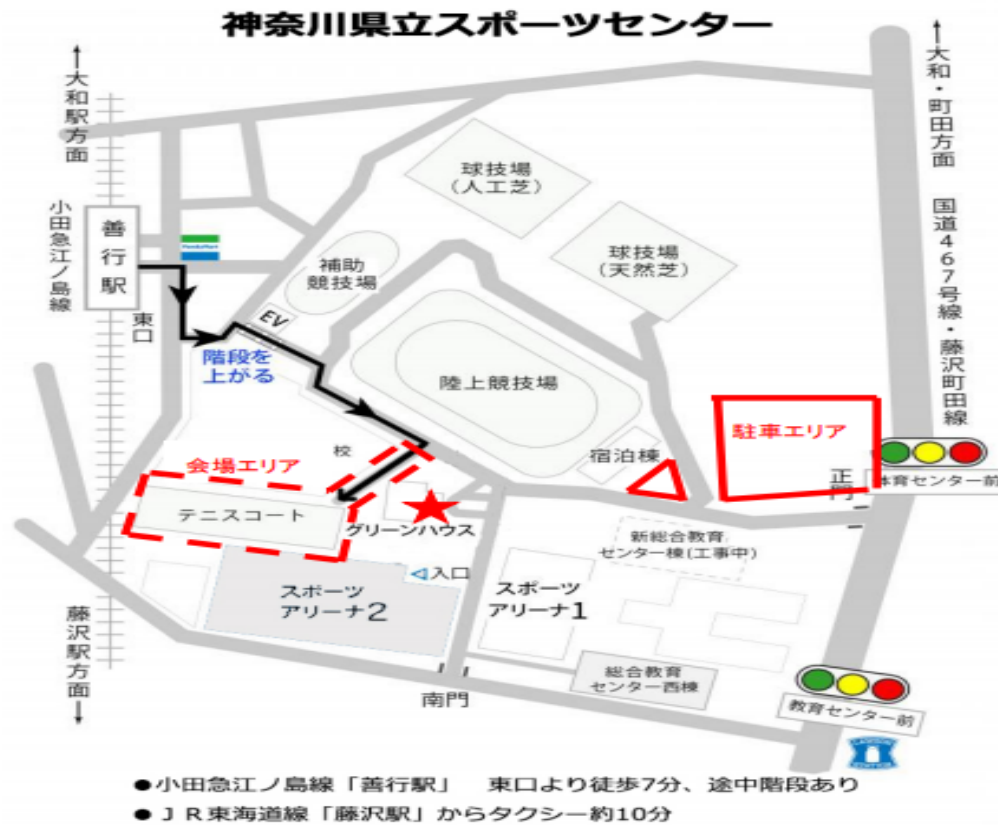 神奈川県立スポーツセンター
↑大和駅方面
↑大和・町田方面
国道467号線・藤沢町田線
小田急江ノ島線
善行駅
FamilyMart
東口
球技場
(人工芝)
球技場
(天然芝)
補助
競技場
EV
階段を
上がる
陸上競技場
宿泊棟
駐車エリア
正門
体育センター前
校
会場エリア
テニスコート
グリーンハウス
新総合教育
センター棟(工事中)
入口
スポーツ
アリーナ2
スポーツ
アリーナ1
総合教育
センター西棟
南門
教育センター前
藤沢駅方面↓
●小田急江ノ島線「善行駅」 東口より徒歩7分、途中階段あり
●JR東海道線「藤沢駅」からタクシー約10分